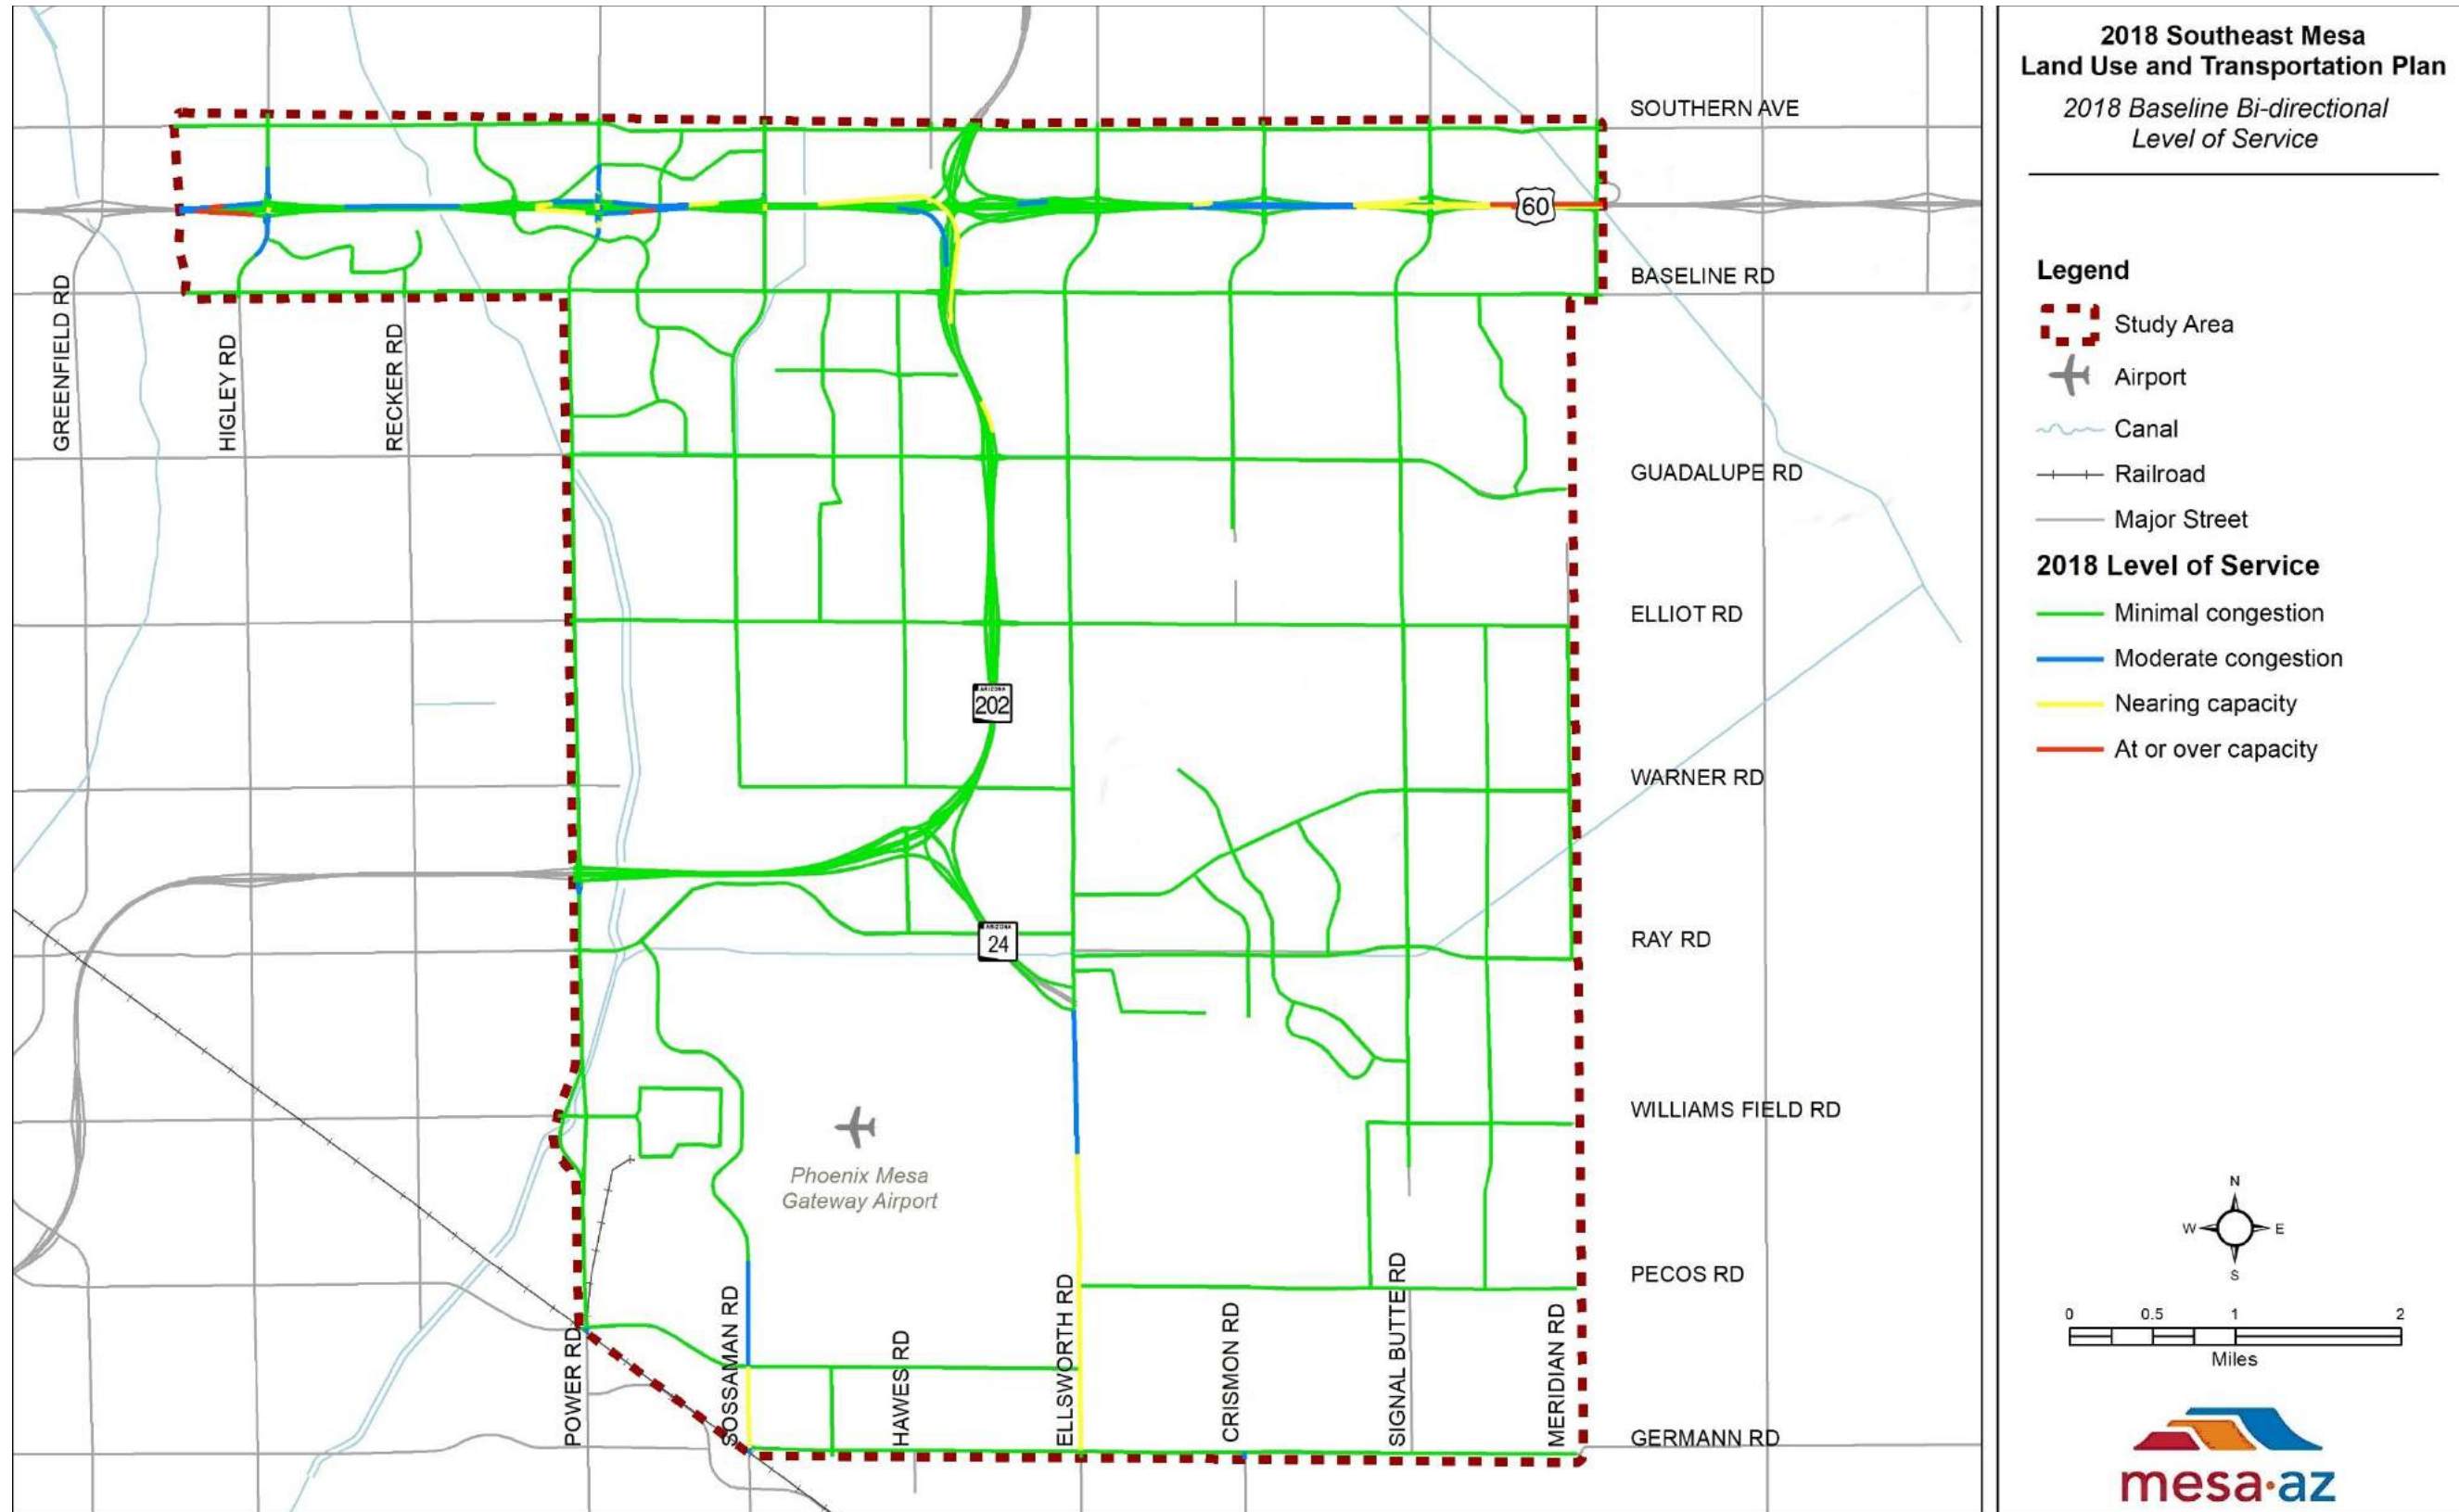 2018 Southeast Mesa
Land Use and Transportation Plan
2018 Baseline Bi-directional
Level of Service
Legend
Study Area
Airport
Canal
Railroad
Major Street
2018 Level of Service
Minimal congestion
Moderate congestion
Nearing capacity
At or over capacity
SOUTHERN AVE
60
BASELINE RD
GREENFIELD RD
HIGLEY RD
RECKER RD
GUADALUPE RD
ELLIOT RD
ARIZONA
202
WARNER RD
ARIZONA
24
RAY RD
WILLIAMS FIELD RD
Phoenix Mesa
Gateway Airport
PECOS RD
POWER RD
SOSSAMAN RD
HAWES RD
ELLSWORTH RD
CRISMON RD
SIGNAL BUTTE RD
MERIDIAN RD
GERMANN RD
N
W
E
S
0 0.5 1 2
Miles
mesa·az